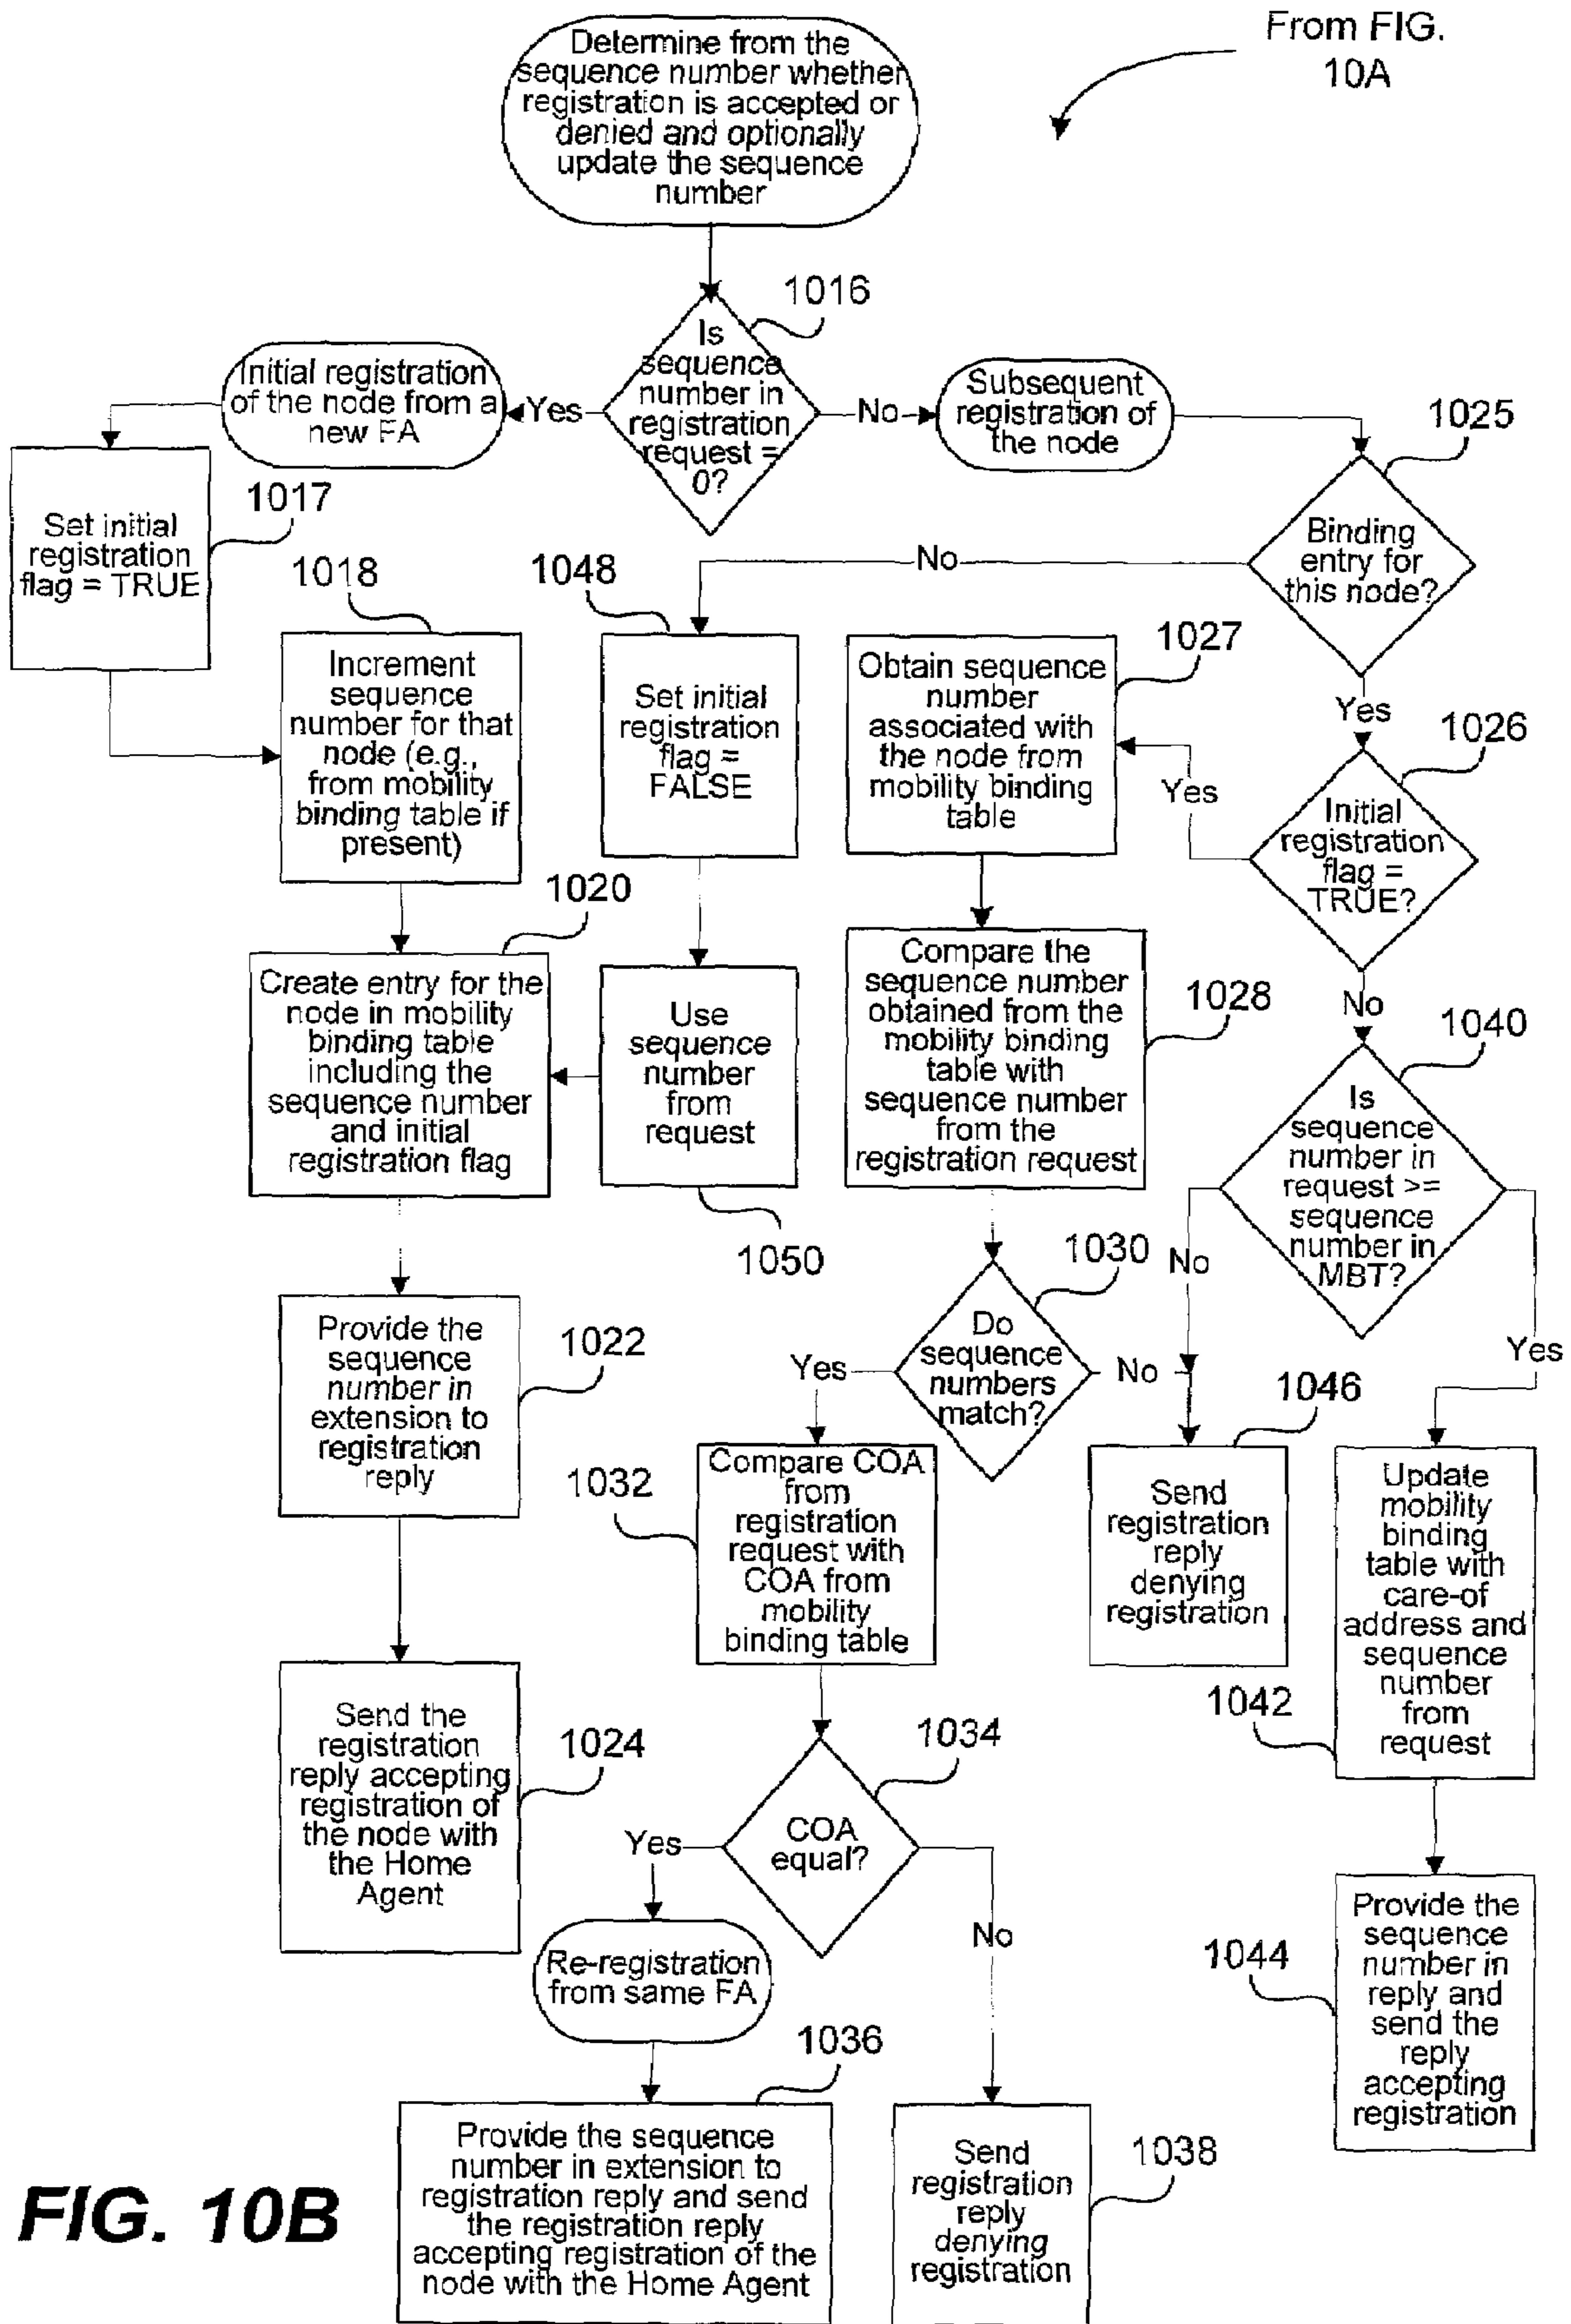 From FIG.
10A
Determine from the
sequence number whether
registration is accepted or
denied and optionally
update the sequence
number
1016
Is
sequence
number in
registration
request =
0?
Yes
No
Initial registration
of the node from a
new FA
Subsequent
registration of
the node
1025
Binding
entry for
this node?
No
Yes
1017
Set initial
registration
flag = TRUE
1018
Increment
sequence
number for that
node (e.g.,
from mobility
binding table if
present)
1048
Set initial
registration
flag =
FALSE
1027
Obtain sequence
number
associated with
the node from
mobility binding
table
1026
Initial
registration
flag =
TRUE?
Yes
No
1020
Create entry for the
node in mobility
binding table
including the
sequence number
and initial
registration flag
Use
sequence
number
from
request
1050
Compare the
sequence number
obtained from the
mobility binding
table with
sequence number
from the
registration request
1028
1040
Is
sequence
number in
request >=
sequence
number in
MBT?
No
Yes
1030
Do
sequence
numbers
match?
Yes
No
Provide the
sequence
number in
extension to
registration
reply
1022
1032
Compare COA
from
registration
request with
COA from
mobility
binding table
1046
Send
registration
reply
denying
registration
Update
mobility
binding
table with
care-of
address and
sequence
number
from
request
1042
Send the
registration
reply accepting
registration of
the node with
the Home
Agent
1024
1034
COA
equal?
Yes
No
Re-registration
from same FA
1044
Provide the
sequence
number in
reply and
send the
reply
accepting
registration
1036
Provide the sequence
number in extension to
registration reply and send
the registration reply
accepting registration of the
node with the Home Agent
Send
registration
reply
denying
registration
1038
FIG. 10B